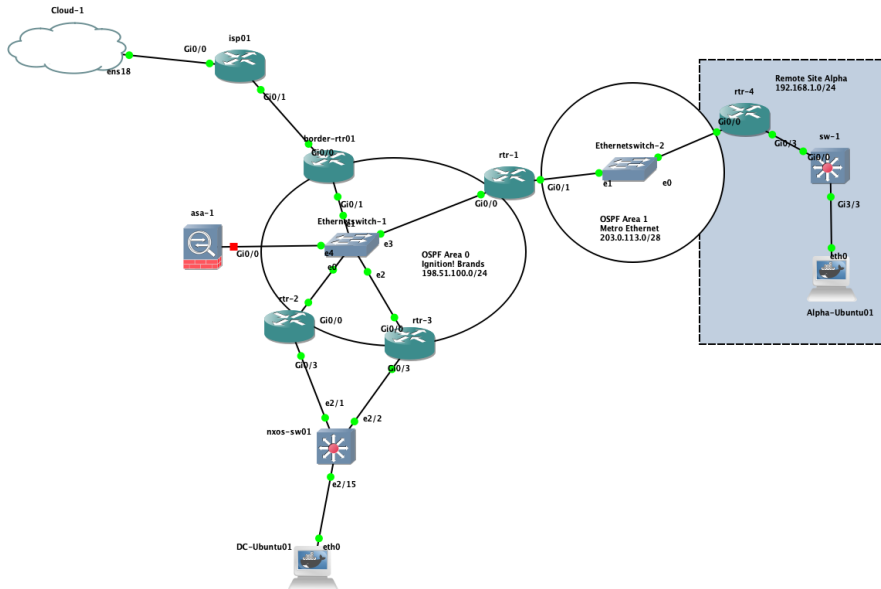 Cloud-1
ens18
Gi0/0
isp01
Gi0/1
border-rtr01
Gi0/0
Gi0/1
Ethernetswitch-1
e1
e3
e4
e0
e2
asa-1
Gi0/0
OSPF Area 0
Ignition! Brands
198.51.100.0/24
rtr-1
Gi0/0
Gi0/1
Ethernetswitch-2
e1
e0
OSPF Area 1
Metro Ethernet
203.0.113.0/28
Remote Site Alpha
192.168.1.0/24
rtr-4
Gi0/0
Gi0/3
sw-1
Gi0/0
Gi3/3
eth0
Alpha-Ubuntu01
rtr-2
Gi0/0
Gi0/3
rtr-3
Gi0/0
Gi0/3
e2/1
e2/2
nxos-sw01
e2/15
DC-Ubuntu01
eth0